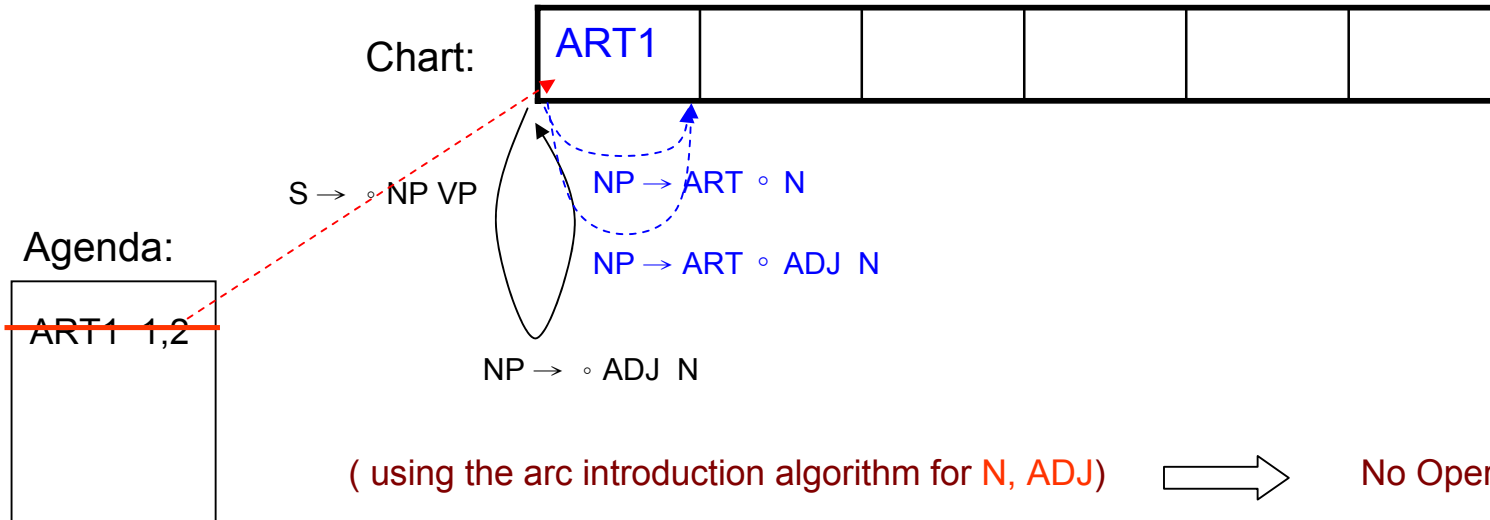 Chart:
ART1
S → ∘ NP VP
NP → ART ∘ N
Agenda:
NP → ART ∘ ADJ N
ART1 1,2
NP → ∘ ADJ N
( using the arc introduction algorithm for N, ADJ)
No Oper